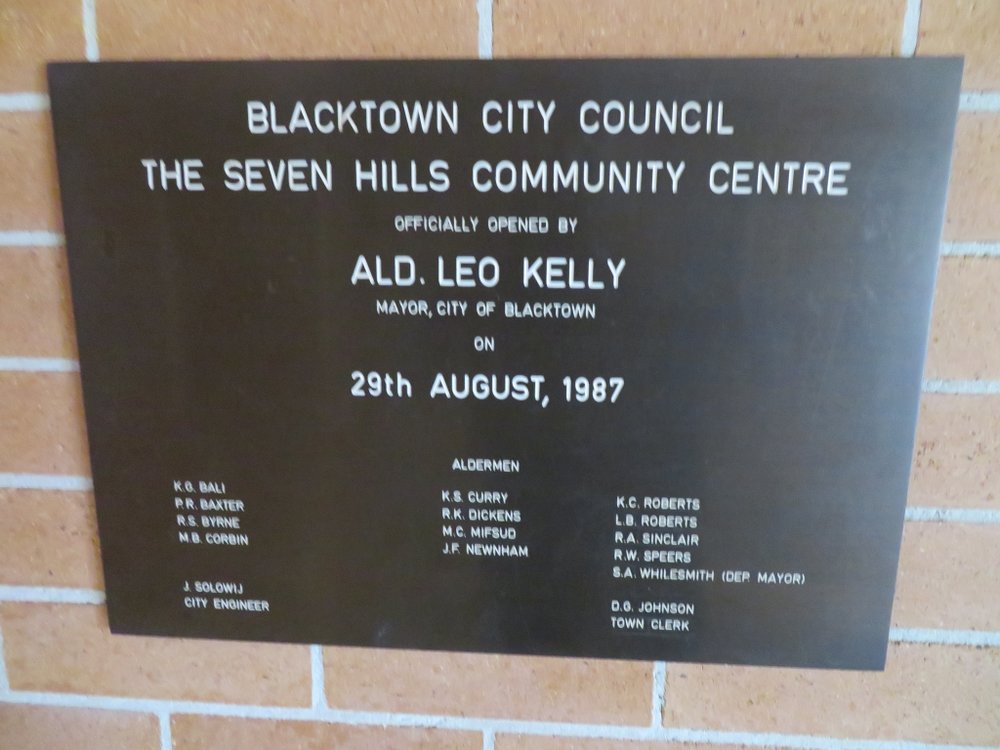 BLACKTOWN CITY COUNCIL
THE SEVEN HILLS COMMUNITY CENTRE
OFFICIALLY OPENED BY
ALD. LEO KELLY
MAYOR, CITY OF BLACKTOWN
ON
29th AUGUST, 1987
ALDERMEN
K.G. BALI
P.R. BAXTER
R.S. BYRNE
M.B. CORBIN
K.S. CURRY
R.K. DICKENS
M.C. MIFSUD
J.F. NEWNHAM
K.C. ROBERTS
L.B. ROBERTS
R.A. SINCLAIR
R.W. SPEERS
S.A. WHILESMITH (DEP. MAYOR)
J. SOLOWIJ
CITY ENGINEER
D.G. JOHNSON
TOWN CLERK